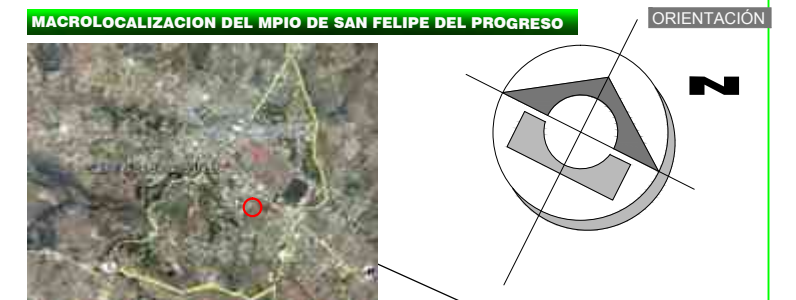 MACROLOCALIZACION DEL MPIO DE SAN FELIPE DEL PROGRESO
ORIENTACIÓN
N